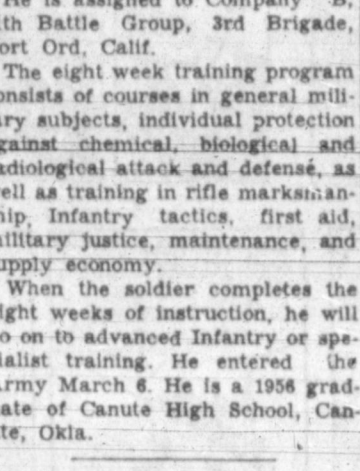 He is assigned to Company B,
th Battle Group, 3rd Brigade,
ort Ord, Calif.
The eight week training program
onsists of courses in general mili-
ary subjects, individual protection
gainst chemical, biological and
adiological attack and defense, as
ell as training in rifle marksman-
hip, Infantry tactics, first aid,
ilitary justice, maintenance, and
upply economy.
When the soldier completes the
ight weeks of instruction, he will
o on to advanced Infantry or spe-
ialist training. He entered the
Army March 6. He is a 1956 grad-
ate of Canute High School, Can-
te, Okla.